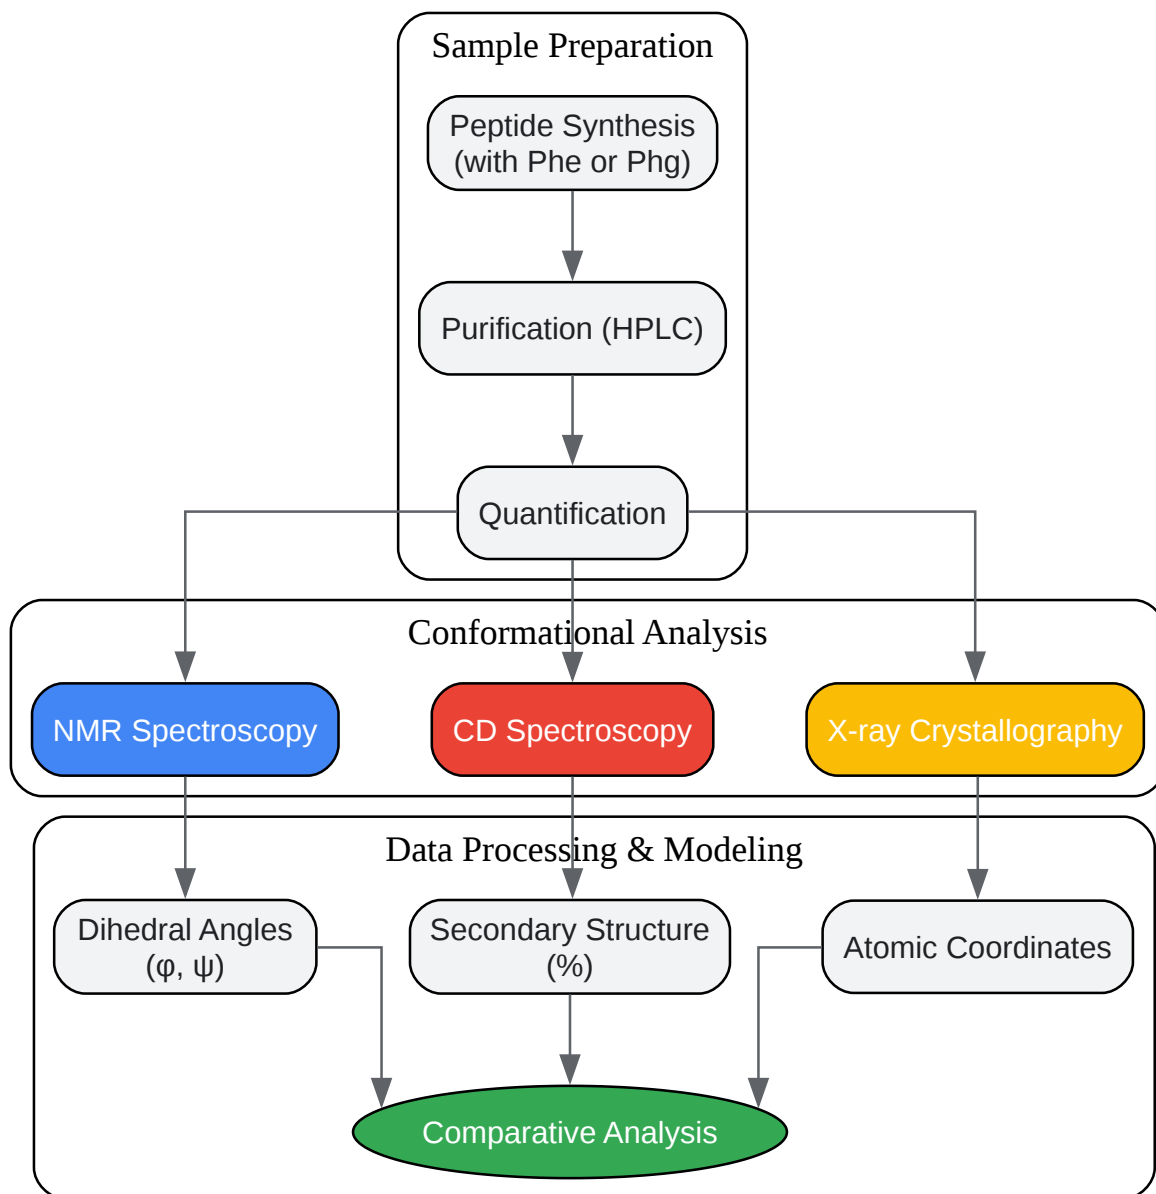 Sample Preparation
Peptide Synthesis
(with Phe or Phg)
Purification (HPLC)
Quantification
Conformational Analysis
NMR Spectroscopy
CD Spectroscopy
X-ray Crystallography
Data Processing & Modeling
Dihedral Angles
(φ, ψ)
Secondary Structure
(%)
Atomic Coordinates
Comparative Analysis